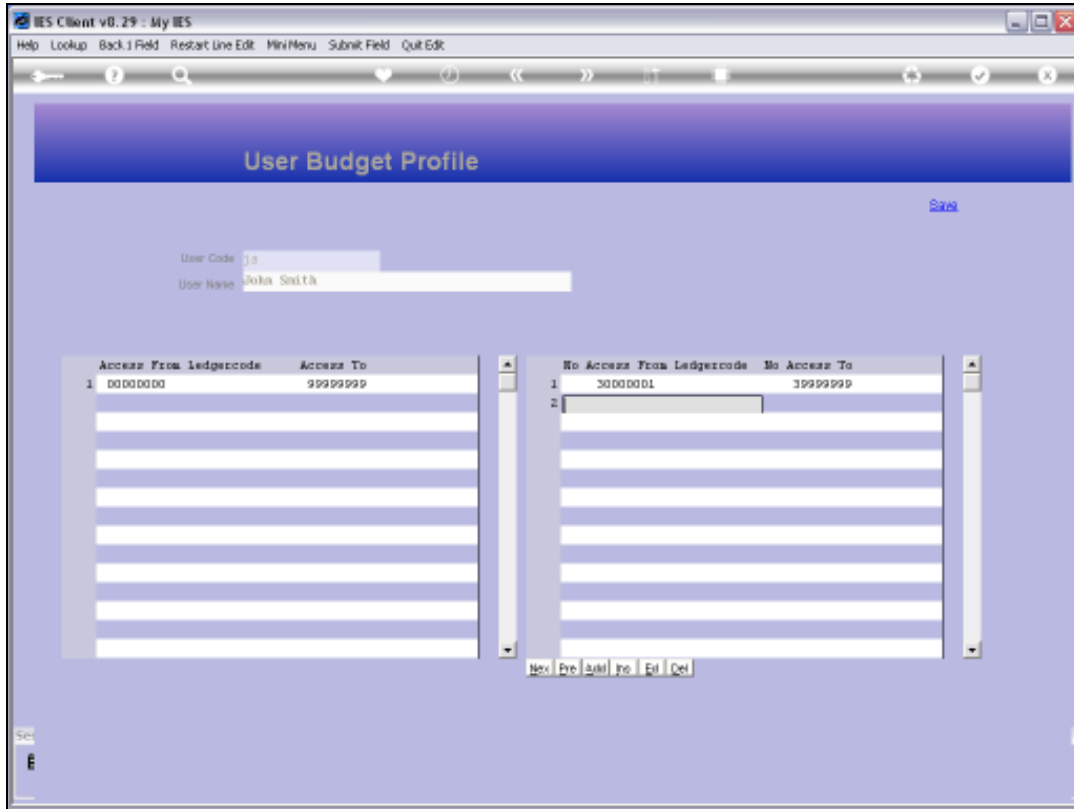 IES Client v8.29 : My IES
Help Lookup Back 1 Field Restart Line Edit MiniMenu Submit Field Quit Edit
User Budget Profile
Save
User Code js
User Name John Smith
Access From Ledgercode Access To
1 00000000 99999999
No Access From Ledgercode No Access To
1 30000001 39999999
2
Nex Pre Add Ins Ed Del